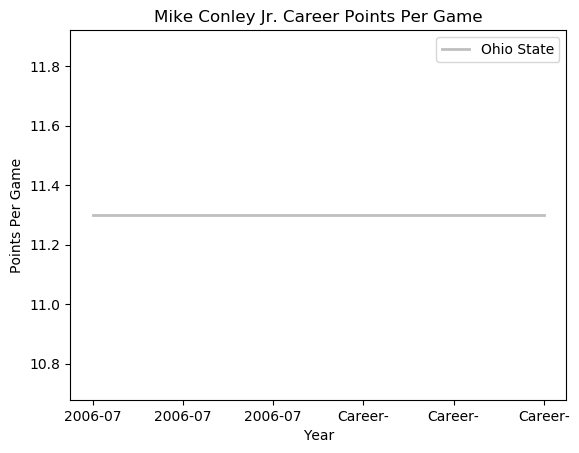 Mike Conley Jr. Career Points Per Game
Ohio State
11.8
11.6
11.4
11.2
11.0
10.8
Points Per Game
2006-07 2006-07 2006-07 Career- Career- Career-
Year